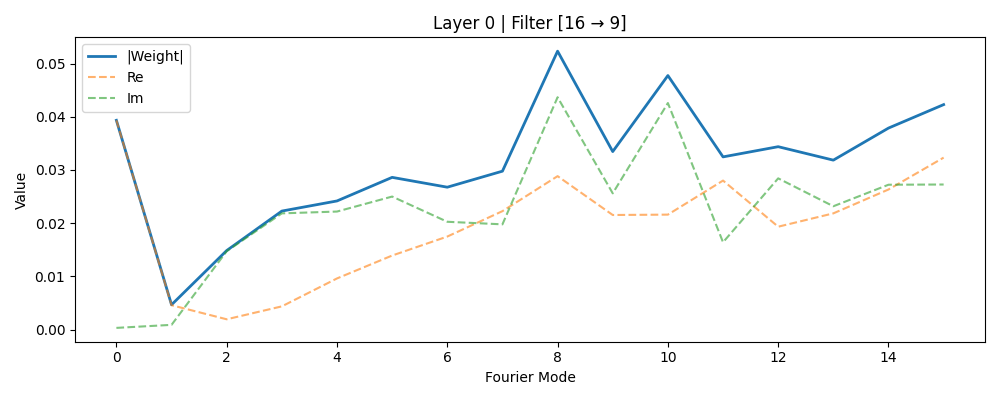 Layer 0 | Filter [16 → 9]
|Weight|
Re
Im
0.05
0.04
0.03
0.02
0.01
0.00
Value
0 2 4 6 8 10 12 14
Fourier Mode